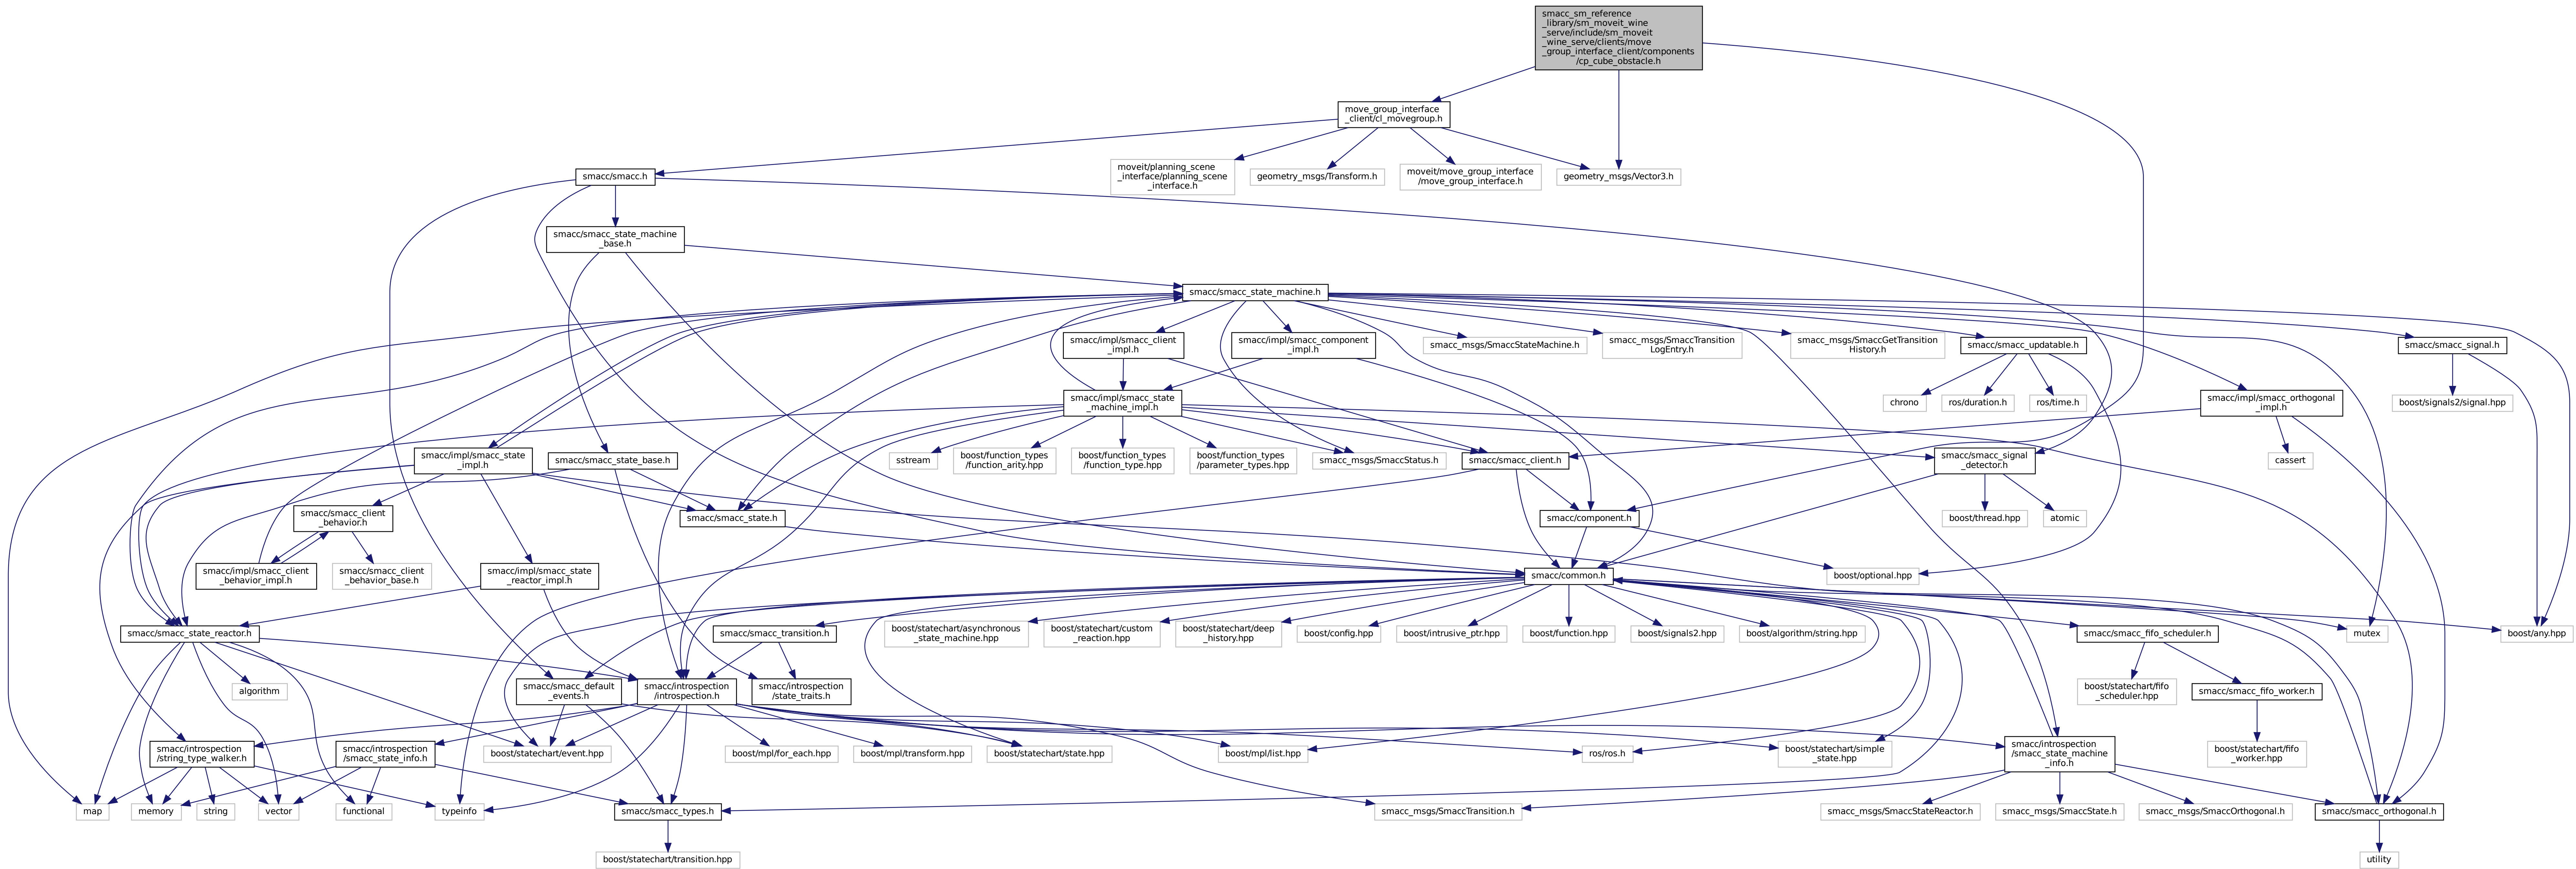 smacc_sm_reference
_library/sm_moveit_wine
_serve/include/sm_moveit
_wine_serve/clients/move
_group_interface_client/components
/cp_cube_obstacle.h
move_group_interface
_client/cl_movegroup.h
smacc/smacc.h
moveit/planning_scene
_interface/planning_scene
_interface.h
geometry_msgs/Transform.h
moveit/move_group_interface
/move_group_interface.h
geometry_msgs/Vector3.h
smacc/smacc_state_machine
_base.h
smacc/smacc_state_machine.h
smacc/impl/smacc_client
_impl.h
smacc/impl/smacc_component
_impl.h
smacc_msgs/SmaccStateMachine.h
smacc_msgs/SmaccTransition
LogEntry.h
smacc_msgs/SmaccGetTransition
History.h
smacc/smacc_updatable.h
smacc/smacc_signal.h
smacc/impl/smacc_state
_machine_impl.h
chrono
ros/duration.h
ros/time.h
smacc/impl/smacc_orthogonal
_impl.h
boost/signals2/signal.hpp
smacc/impl/smacc_state
_impl.h
smacc/smacc_state_base.h
sstream
boost/function_types
/function_arity.hpp
boost/function_types
/function_type.hpp
boost/function_types
/parameter_types.hpp
smacc_msgs/SmaccStatus.h
smacc/smacc_client.h
smacc/smacc_signal
_detector.h
cassert
smacc/smacc_client
_behavior.h
smacc/smacc_state.h
smacc/component.h
boost/thread.hpp
atomic
smacc/impl/smacc_client
_behavior_impl.h
smacc/smacc_client
_behavior_base.h
smacc/impl/smacc_state
_reactor_impl.h
smacc/common.h
boost/optional.hpp
smacc/smacc_state_reactor.h
smacc/smacc_transition.h
boost/statechart/asynchronous
_state_machine.hpp
boost/statechart/custom
_reaction.hpp
boost/statechart/deep
_history.hpp
boost/config.hpp
boost/intrusive_ptr.hpp
boost/function.hpp
boost/signals2.hpp
boost/algorithm/string.hpp
smacc/smacc_fifo_scheduler.h
mutex
boost/any.hpp
algorithm
smacc/smacc_default
_events.h
smacc/introspection
/introspection.h
smacc/introspection
/state_traits.h
boost/statechart/fifo
_scheduler.hpp
smacc/smacc_fifo_worker.h
smacc/introspection
/string_type_walker.h
smacc/introspection
/smacc_state_info.h
boost/statechart/event.hpp
boost/mpl/for_each.hpp
boost/mpl/transform.hpp
boost/statechart/state.hpp
boost/mpl/list.hpp
ros/ros.h
boost/statechart/simple
_state.hpp
smacc/introspection
/smacc_state_machine
_info.h
boost/statechart/fifo
_worker.hpp
map
memory
string
vector
functional
typeinfo
smacc/smacc_types.h
smacc_msgs/SmaccTransition.h
smacc_msgs/SmaccStateReactor.h
smacc_msgs/SmaccState.h
smacc_msgs/SmaccOrthogonal.h
smacc/smacc_orthogonal.h
boost/statechart/transition.hpp
utility